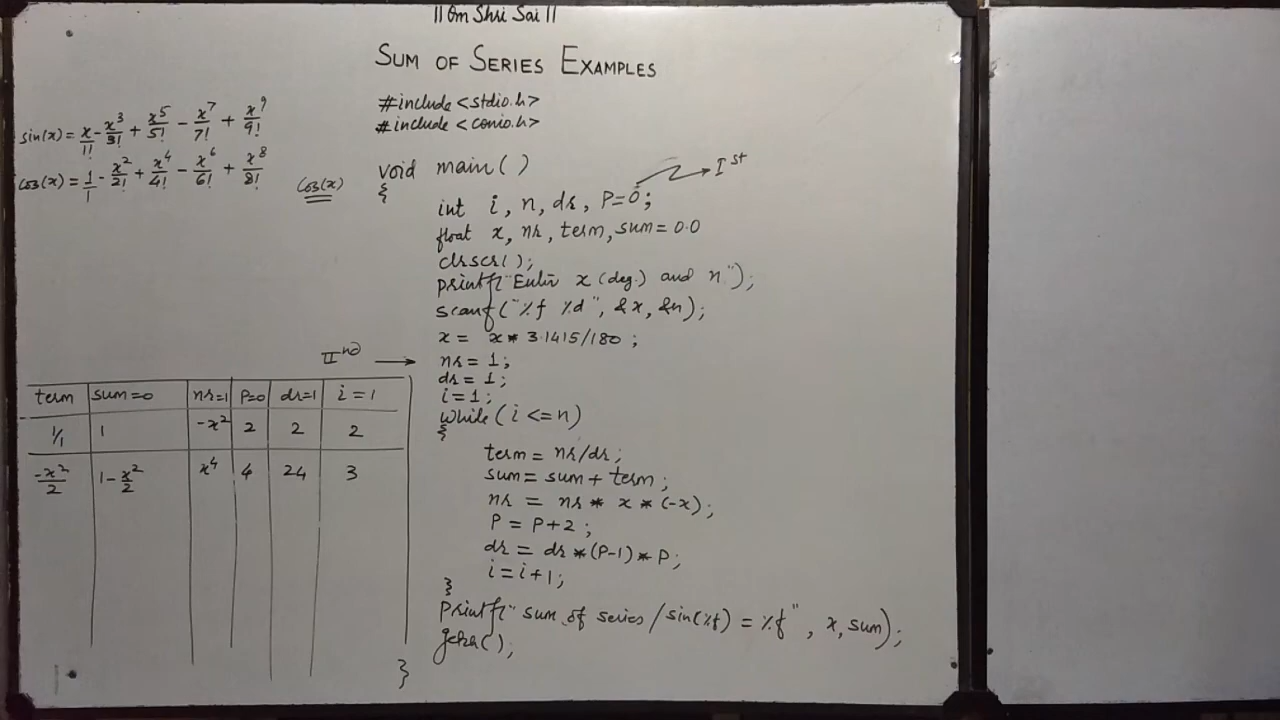 || Om Shri Sai ||
SUM OF SERIES EXAMPLES
sin(x) = x/1! - x³/3! + x⁵/5! - x⁷/7! + x⁹/9!
cos(x) = 1/1 - x²/2! + x⁴/4! - x⁶/6! + x⁸/8!
cos(x)
#include <stdio.h>
#include <conio.h>
void main()
{
int i, n, dr, P=0;
Iˢᵗ
float x, nr, term, sum = 0.0
clrscr();
printf("Enter x (deg.) and n");
scanf("%f %d", &x, &n);
x = x * 3.1415/180 ;
IIⁿᵈ
nr = 1;
dr = 1;
i = 1;
while( i <= n)
{
term = nr/dr;
sum = sum + term;
nr = nr * x * (-x);
P = P+2 ;
dr = dr * (P-1) * P;
i = i+1;
}
printf(" sum of series / sin(%f) = %f ", x, sum);
getch();
}
term sum=0 nr=1 P=0 dr=1 i=1
1/1 1 -x² 2 2 2
-x²/2 1-x²/2 x⁴ 4 24 3